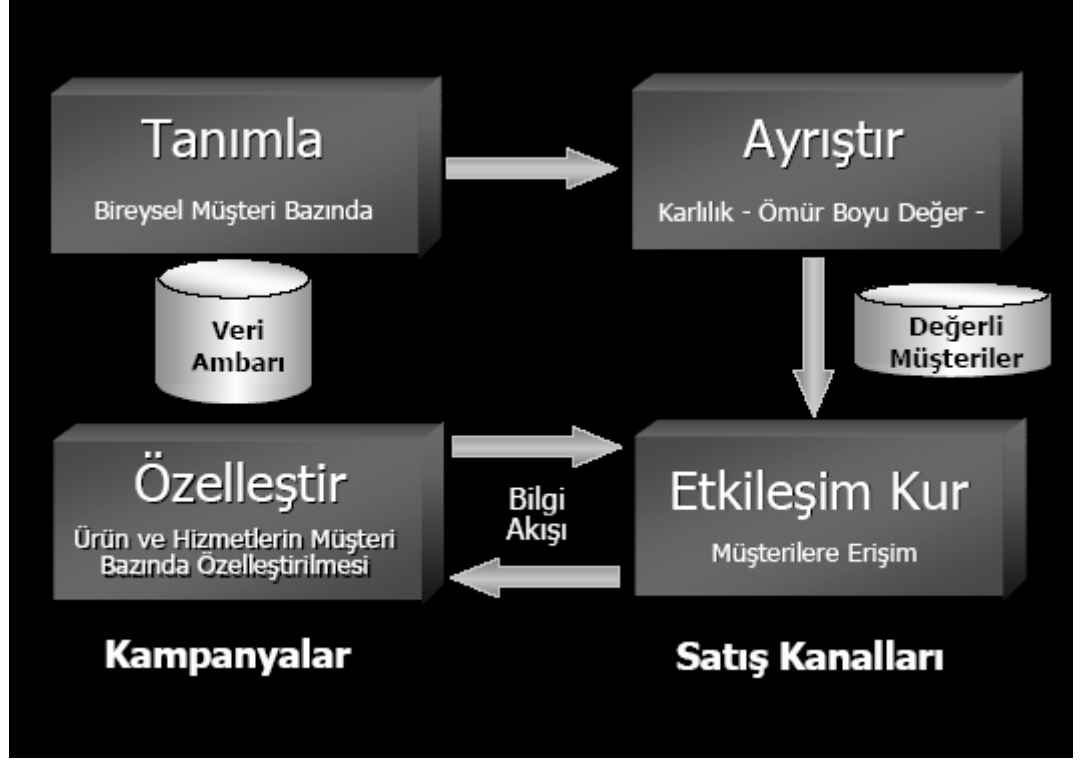 Tanımla
Bireysel Müşteri Bazında
Ayrıştır
Karlılık - Ömür Boyu Değer -
Veri
Ambarı
Değerli
Müşteriler
Özelleştir
Ürün ve Hizmetlerin Müşteri
Bazında Özelleştirilmesi
Bilgi
Akışı
Etkileşim Kur
Müşterilere Erişim
Kampanyalar
Satış Kanalları